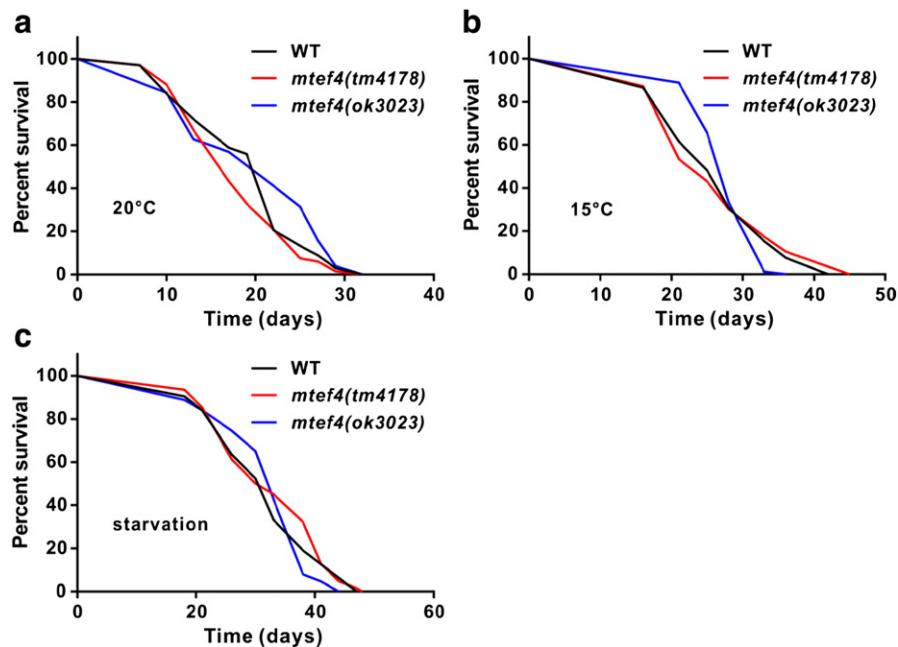 a
WT
mtef4(tm4178)
mtef4(ok3023)
Percent survival
100
80
60
40
20
0
20°C
0 10 20 30 40
Time (days)
b
WT
mtef4(tm4178)
mtef4(ok3023)
Percent survival
100
80
60
40
20
0
15°C
0 10 20 30 40 50
Time (days)
c
WT
mtef4(tm4178)
mtef4(ok3023)
Percent survival
100
80
60
40
20
0
starvation
0 20 40 60
Time (days)